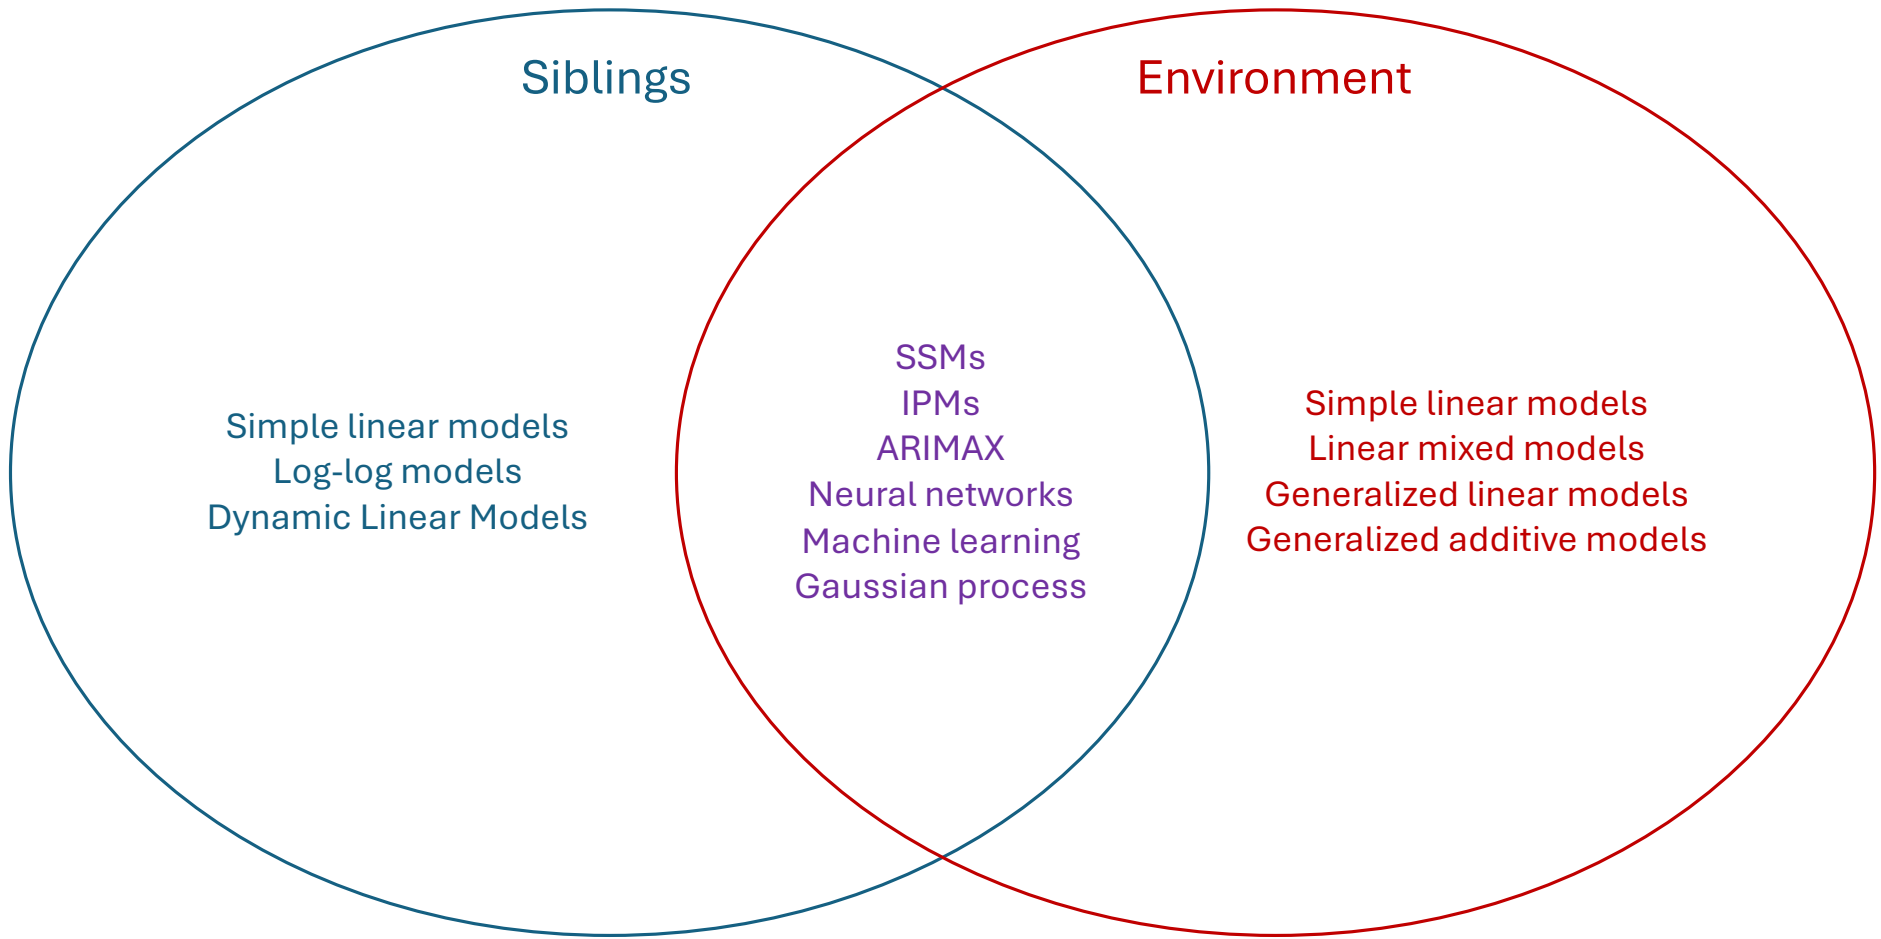 Siblings
Environment
Simple linear models
Log-log models
Dynamic Linear Models
SSMs
IPMs
ARIMAX
Neural networks
Machine learning
Gaussian process
Simple linear models
Linear mixed models
Generalized linear models
Generalized additive models